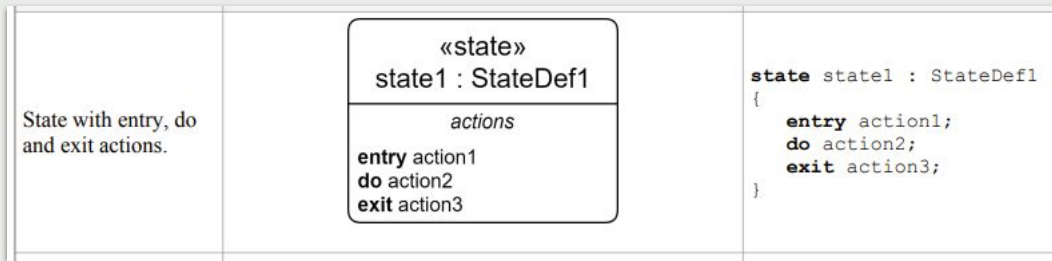 State with entry, do
and exit actions.
«state»
state1 : StateDef1
actions
entry action1
do action2
exit action3
state state1 : StateDef1
{
entry action1;
do action2;
exit action3;
}